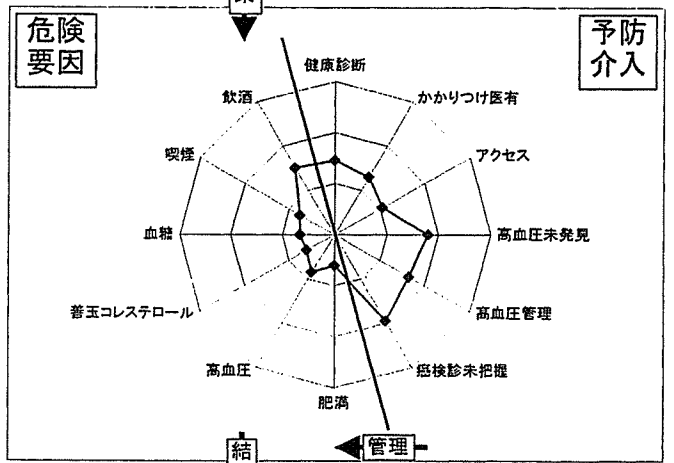 危険
要因
予防
介入
健康診断
飲酒
かかりつけ医有
喫煙
アクセス
血糖
高血圧未発見
善玉コレステロール
高血圧管理
高血圧
癌検診未把握
肥満
結
管理